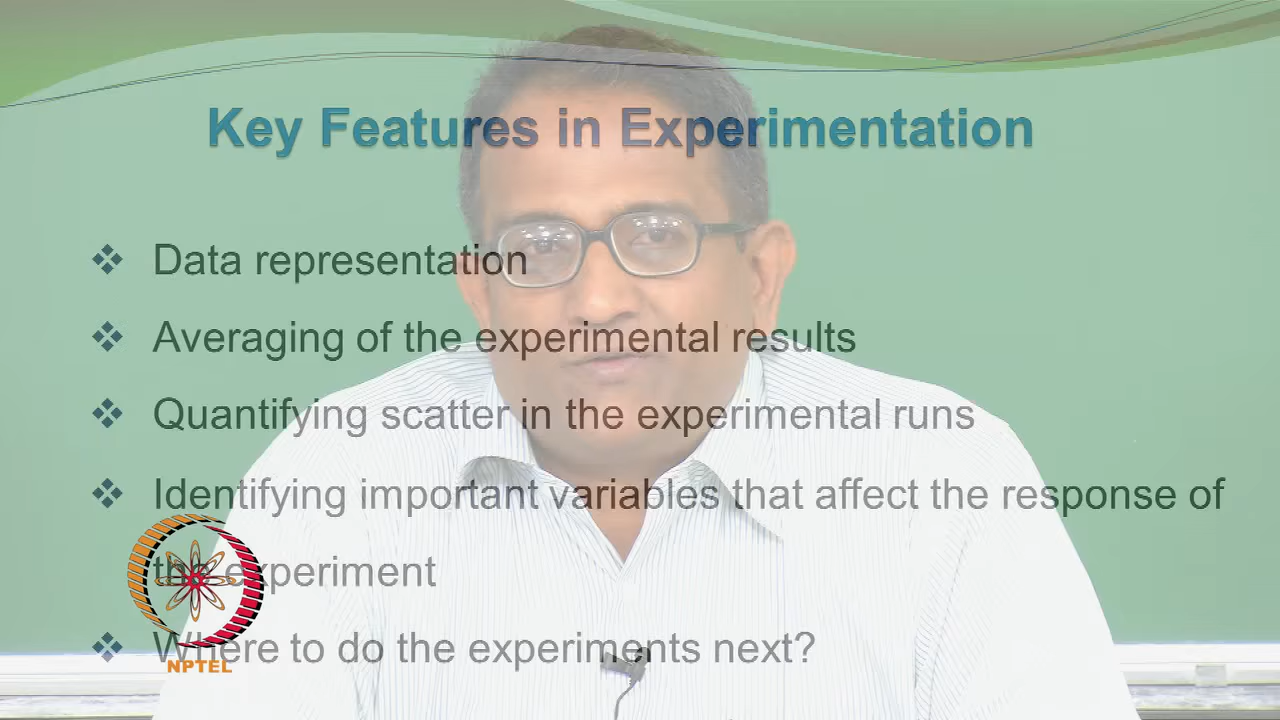 Key Features in Experimentation
Data representation
Averaging of the experimental results
Quantifying scatter in the experimental runs
Identifying important variables that affect the response of
the experiment
Where to do the experiments next?
NPTEL